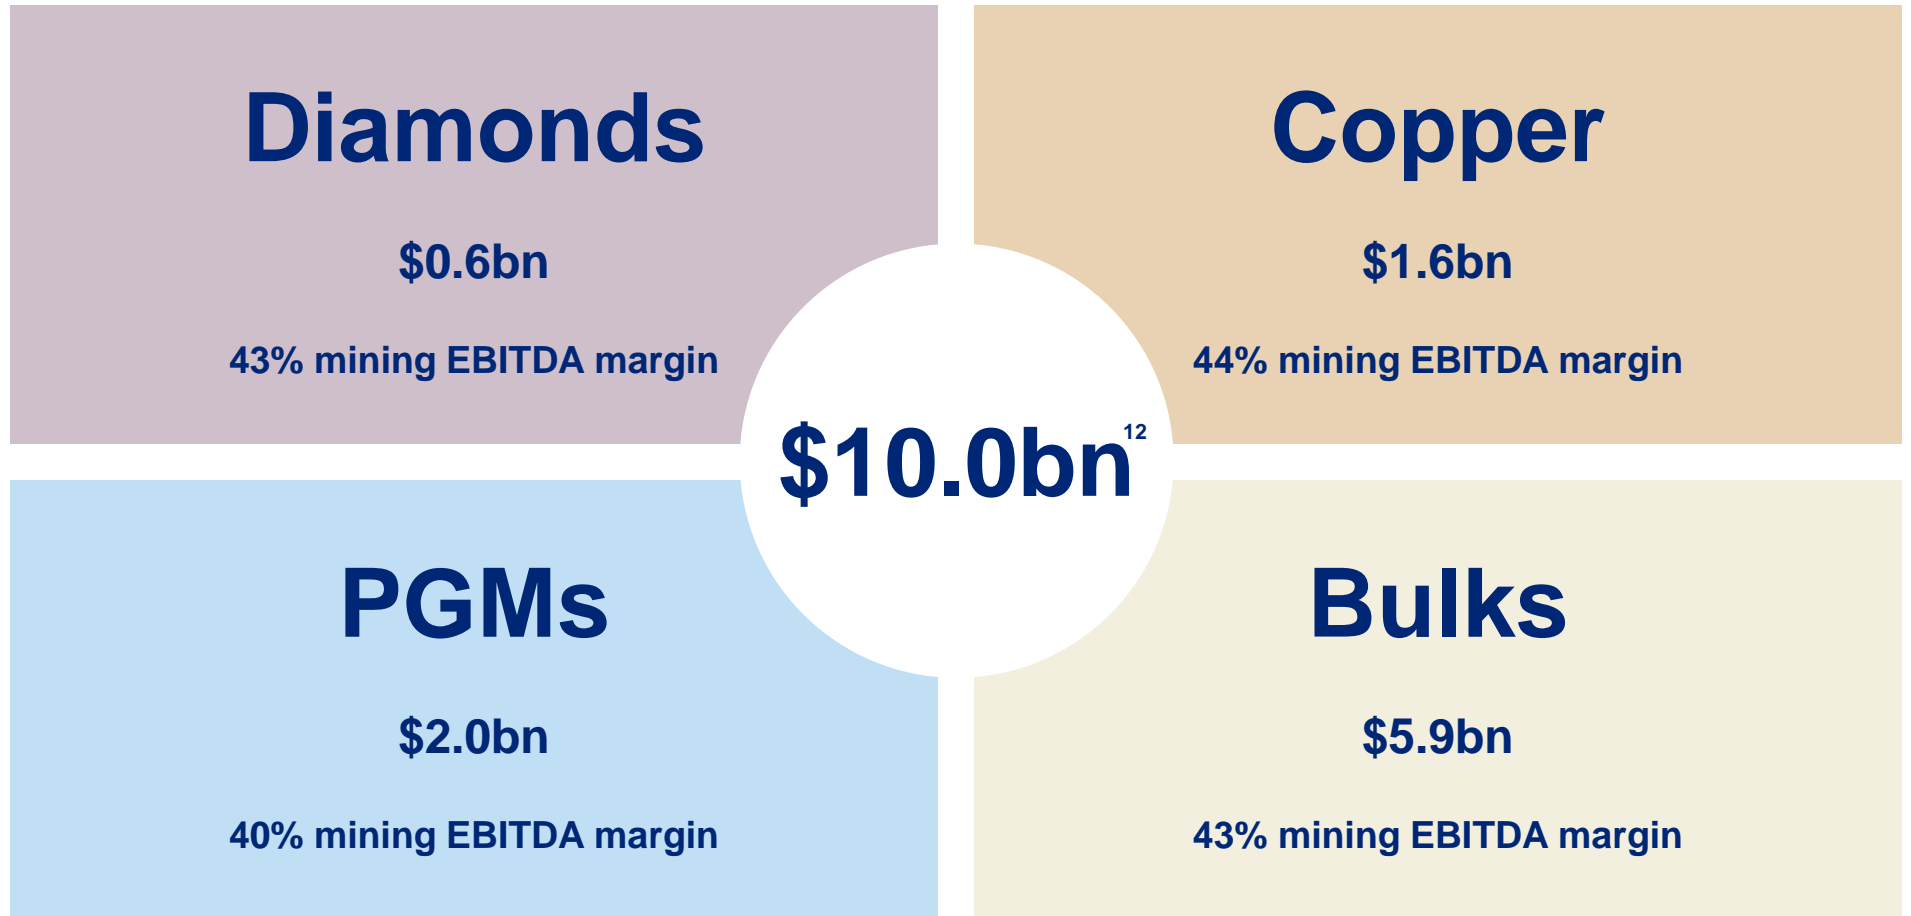 Diamonds
$0.6bn
43% mining EBITDA margin
Copper
$1.6bn
44% mining EBITDA margin
$10.0bn12
PGMs
$2.0bn
40% mining EBITDA margin
Bulks
$5.9bn
43% mining EBITDA margin